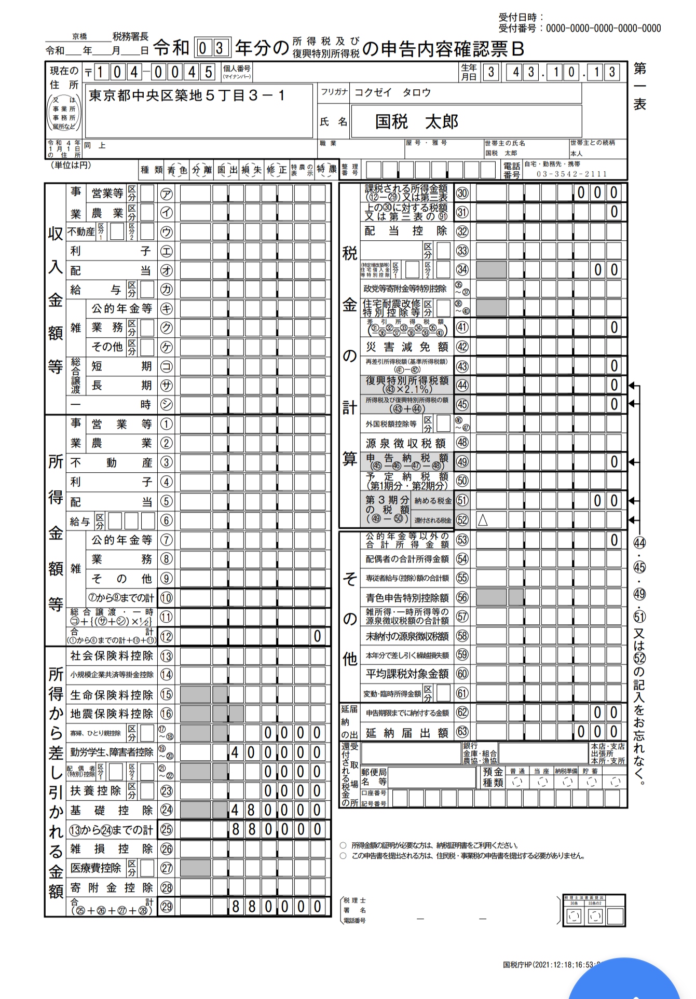 受付日時：
受付番号：0000-0000-0000-0000-0000
京橋 税務署長
令和＿＿年＿＿月＿＿日
令和 03 年分の 所得税及び復興特別所得税 の申告内容確認票B
第一表
現在の住所 又は事業所事務所居所など
〒104-0045
個人番号(マイナンバー)
生年月日 3 43.10.13
東京都中央区築地5丁目3－1
フリガナ コクゼイ タロウ
氏名 国税 太郎
令和4年1月1日の住所 同上
職業 屋号・雅号 世帯主の氏名 国税 太郎 世帯主との続柄 本人
(単位は円)
種類 青色 分離 国出 損失 修正 特農の表示 特農
整理番号
電話番号 自宅・勤務先・携帯 03-3542-2111
収入金額等
事業 営業等 区分 ㋐
農業 区分 ㋑
不動産 区分1 区分2 ㋒
利子 ㋓
配当 ㋔
給与 区分 ㋕
雑 公的年金等 ㋖
業務 区分 ㋗
その他 区分 ㋘
総合譲渡 短期 ㋙
長期 ㋚
一時 ㋛
所得金額等
事業 営業等 ①
農業 ②
不動産 ③
利子 ④
配当 ⑤
給与 区分 ⑥
雑 公的年金等 ⑦
業務 ⑧
その他 ⑨
⑦から⑨までの計 ⑩
総合譲渡・一時 ㋙＋{(㋚＋㋛)×1/2} ⑪
合計 (①から⑥までの計＋⑩＋⑪) ⑫ 0
所得から差し引かれる金額
社会保険料控除 ⑬
小規模企業共済等掛金控除 ⑭
生命保険料控除 ⑮
地震保険料控除 ⑯
寡婦、ひとり親控除 区分 ⑰～⑱ 0000
勤労学生、障害者控除 ⑲～⑳ 400000
配偶者(特別)控除 区分1 区分2 ㉑～㉒ 0000
扶養控除 区分 ㉓ 0000
基礎控除 ㉔ 480000
⑬から㉔までの計 ㉕ 880000
雑損控除 ㉖
医療費控除 区分 ㉗
寄附金控除 ㉘
合計 (㉕＋㉖＋㉗＋㉘) ㉙ 880000
税金の計算
課税される所得金額 (⑫－㉙)又は第三表 ㉚ 000
上の㉚に対する税額 又は第三表の�91 ㉛ 0
配当控除 ㉜
区分 ㉝
(特定増改築等)住宅借入金等特別控除 区分1 区分2 ㉞ 00
政党等寄附金等特別控除 ㉟～㊲
住宅耐震改修特別控除等 区分 ㊳～㊵
差引所得税額 (㉛－㉜－㉝－㉞－㉟－㊱－㊲－㊳－㊴－㊵) ㊶ 0
災害減免額 ㊷
再差引所得税額(基準所得税額) (㊶－㊷) ㊸ 0
復興特別所得税額 (㊸×2.1%) ㊹ 0
所得税及び復興特別所得税の額 (㊸＋㊹) ㊺ 0
外国税額控除等 区分 ㊻～㊼
源泉徴収税額 ㊽
申告納税額 (㊺－㊻－㊼－㊽) ㊾ 0
予定納税額 (第1期分・第2期分) ㊿
第3期分の税額 (㊾－㊿) 納める税金 51 00
還付される税金 52 △
その他
公的年金等以外の合計所得金額 53 0
配偶者の合計所得金額 54
専従者給与(控除)額の合計額 55
青色申告特別控除額 56
雑所得・一時所得等の源泉徴収税額の合計額 57
未納付の源泉徴収税額 58
本年分で差し引く繰越損失額 59
平均課税対象金額 60
変動・臨時所得金額 区分 61
延納の届出
申告期限までに納付する金額 62 00
延納届出額 63 000
還付される税金の受取場所
銀行 金庫・組合 農協・漁協
本店・支店 出張所 本所・支所
郵便局名等
預金種類 普通 当座 納税準備 貯蓄
口座番号 記号番号
㊹・㊺・㊾・51又は52の記入をお忘れなく。
○ 所得金額の証明が必要な方は、納税証明書をご利用ください。
○ この申告書を提出される方は、住民税・事業税の申告書を提出する必要がありません。
税理士署名 電話番号 － －
税理士法書面提出 30条 33条の2
国税庁HP(2021:12:18;16:53: